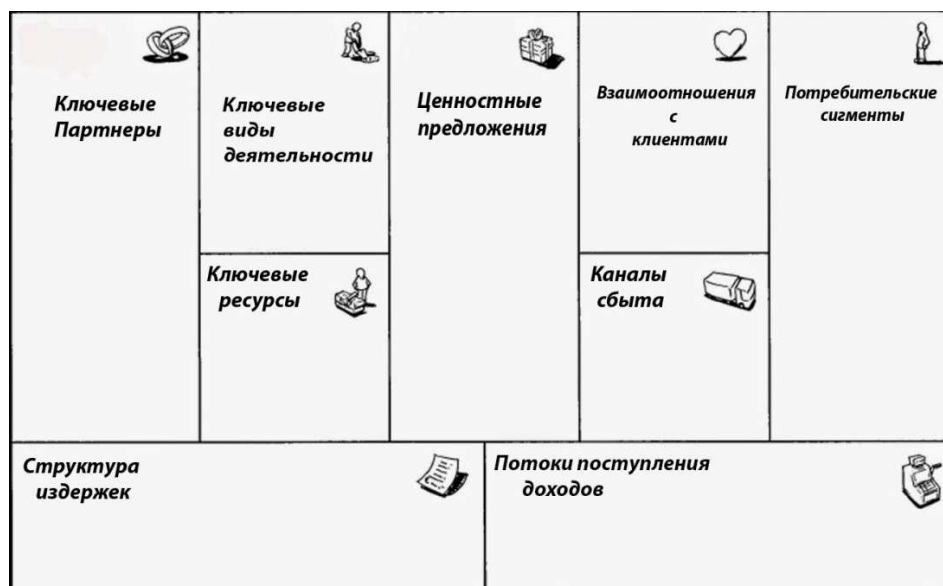 Ключевые
Партнеры
Ключевые
виды
деятельности
Ценностные
предложения
Взаимоотношения
с
клиентами
Потребительские
сигменты
Ключевые
ресурсы
Каналы
сбыта
Структура
издержек
Потоки поступления
доходов